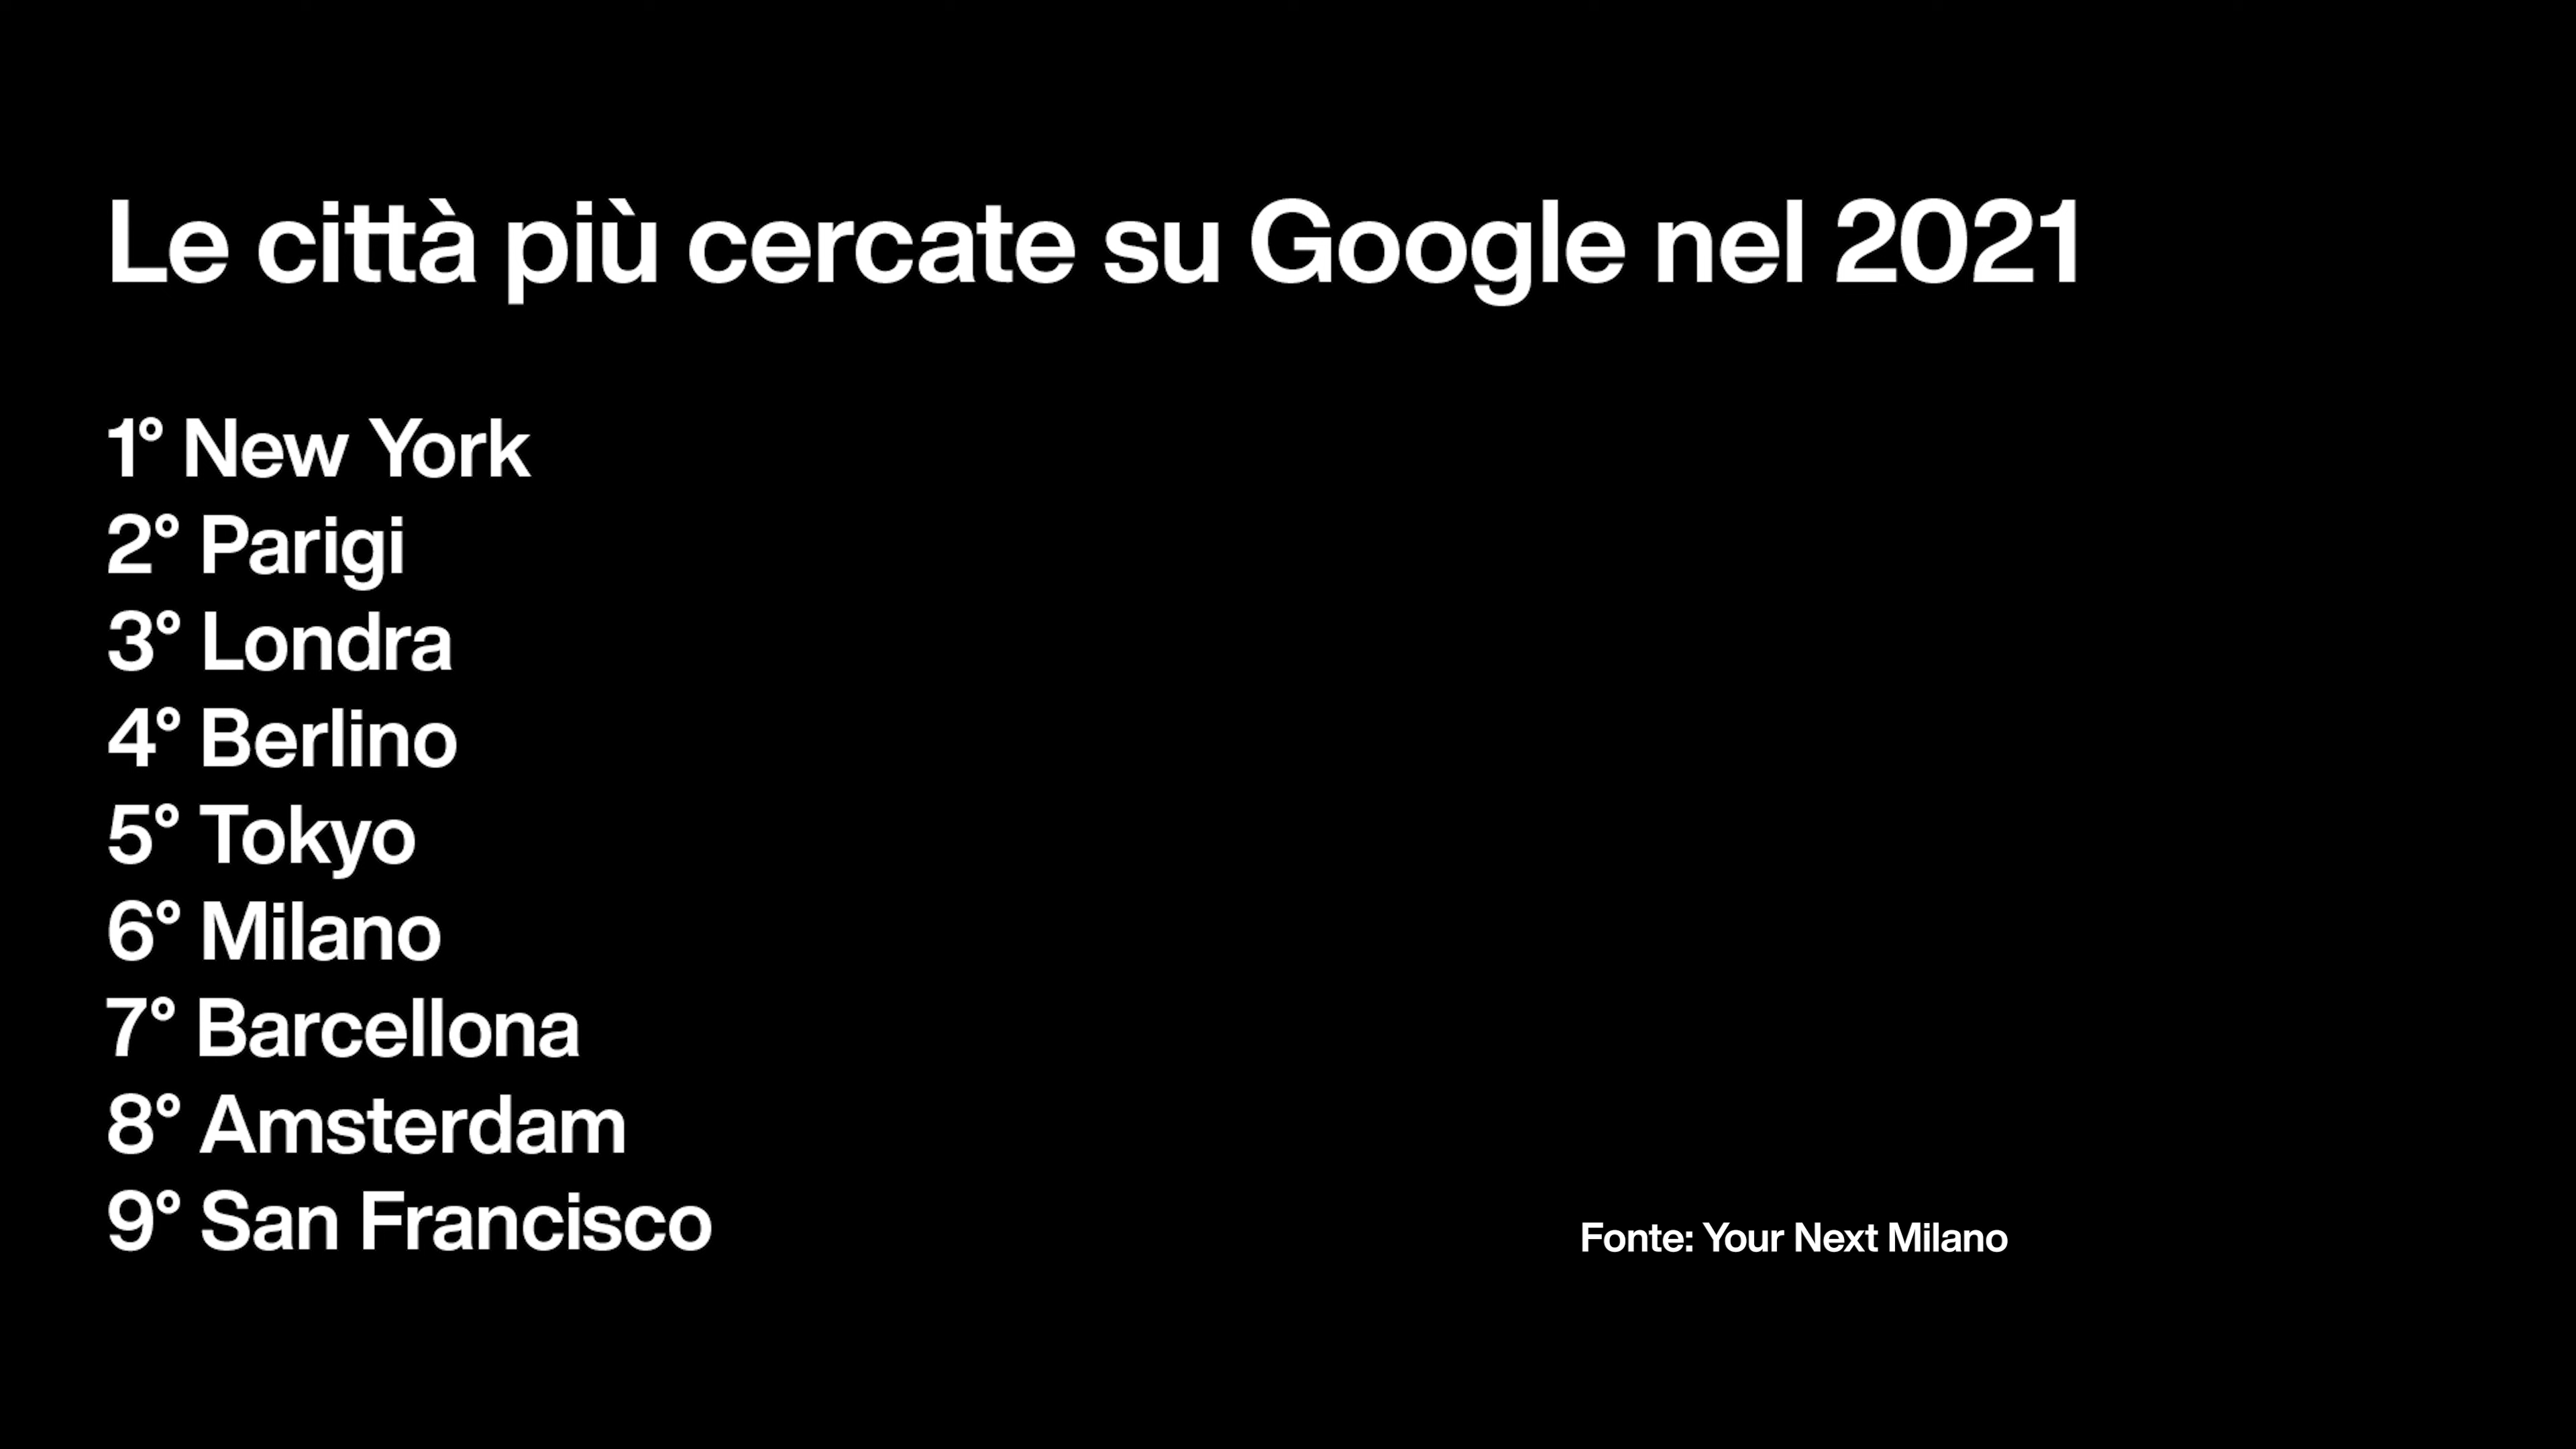 Le città più cercate su Google nel 2021
1° New York
2° Parigi
3° Londra
4° Berlino
5° Tokyo
6° Milano
7° Barcellona
8° Amsterdam
9° San Francisco
Fonte: Your Next Milano